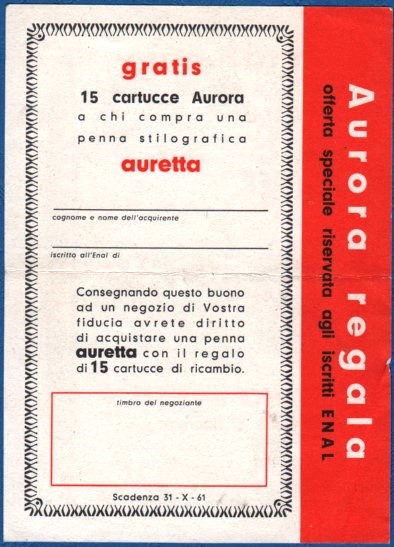 gratis
15 cartucce Aurora
a chi compra una
penna stilografica
auretta
cognome e nome dell'acquirente
iscritto all'Enal di
Consegnando questo buono
ad un negozio di Vostra
fiducia avrete diritto
di acquistare una penna
auretta con il regalo
di 15 cartucce di ricambio.
timbro del negoziante
Scadenza 31 - X - 61
Aurora regala
offerta speciale riservata agli iscritti ENAL